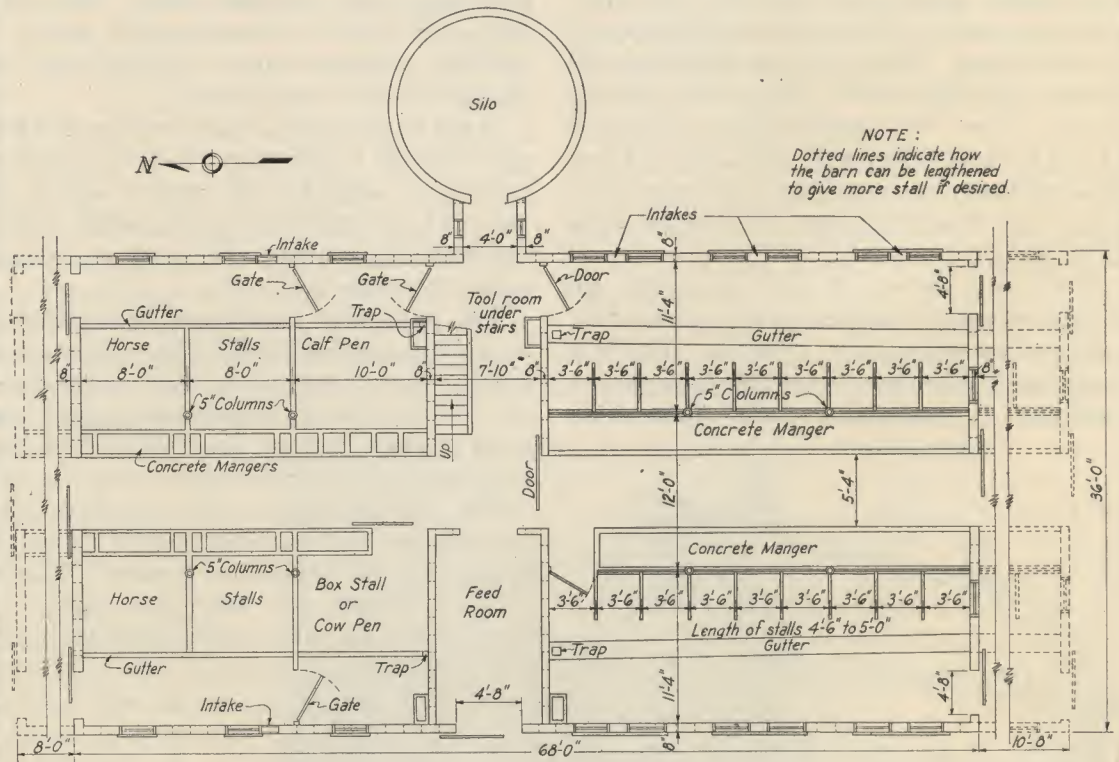 Silo
N
NOTE :
Dotted lines indicate how
the barn can be lengthened
to give more stall if desired.
Intakes
8"
4'-0"
8"
8"
Intake
Gate
Gate
Door
Tool room
under
stairs
Trap
11'-4"
4'-8"
Gutter
Trap
Gutter
Horse
Stalls
Calf Pen
3'-6" 3'-6" 3'-6" 3'-6" 3'-6" 3'-6" 3'-6" 3'-6" 3'-6"
8"
8'-0"
8'-0"
10'-0"
8"
7'-10"
8"
8"
5" Columns
5" Columns
Concrete Manger
Concrete Mangers
UP
Door
12'-0"
5'-4"
36'-0"
Concrete Manger
5" Columns
Horse
Stalls
Box Stall
or
Cow Pen
Feed
Room
3'-6" 3'-6" 3'-6" 3'-6" 3'-6" 3'-6" 3'-6" 3'-6"
Length of stalls 4'-6" to 5'-0"
Gutter
Trap
Trap
Gutter
4'-8"
11'-4"
4'-8"
Intake
Gate
8"
8'-0"
68'-0"
10'-8"